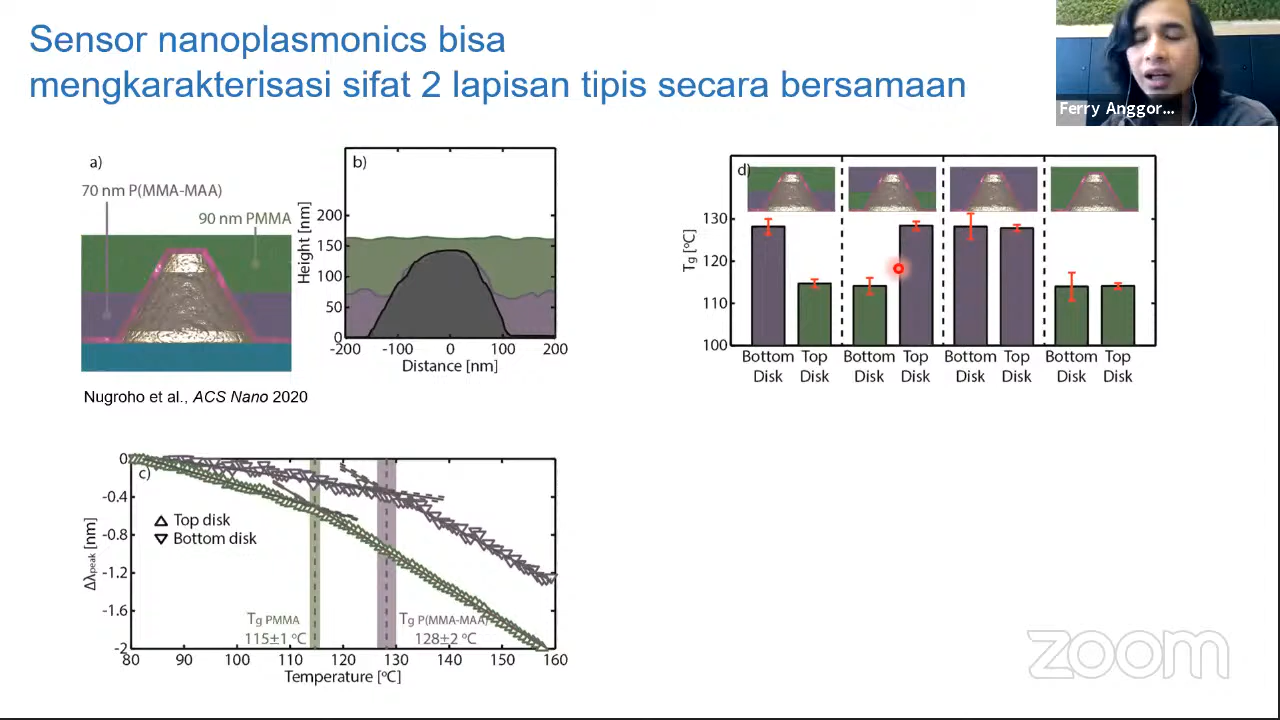 Sensor nanoplasmonics bisa
mengkarakterisasi sifat 2 lapisan tipis secara bersamaan
Ferry Anggor...
a)
70 nm P(MMA-MAA)
90 nm PMMA
Nugroho et al., ACS Nano 2020
b)
Height [nm]
200
150
100
50
0
-200
-100
0
100
200
Distance [nm]
d)
Tg [ºC]
130
120
110
100
Bottom Disk
Top Disk
Bottom Disk
Top Disk
Bottom Disk
Top Disk
Bottom Disk
Top Disk
c)
Δλpeak [nm]
0
-0.4
-0.8
-1.2
-1.6
-2
△ Top disk
▽ Bottom disk
Tg PMMA
115±1 ºC
Tg P(MMA-MAA)
128±2 ºC
80
90
100
110
120
130
140
150
160
Temperature [ºC]
zoom